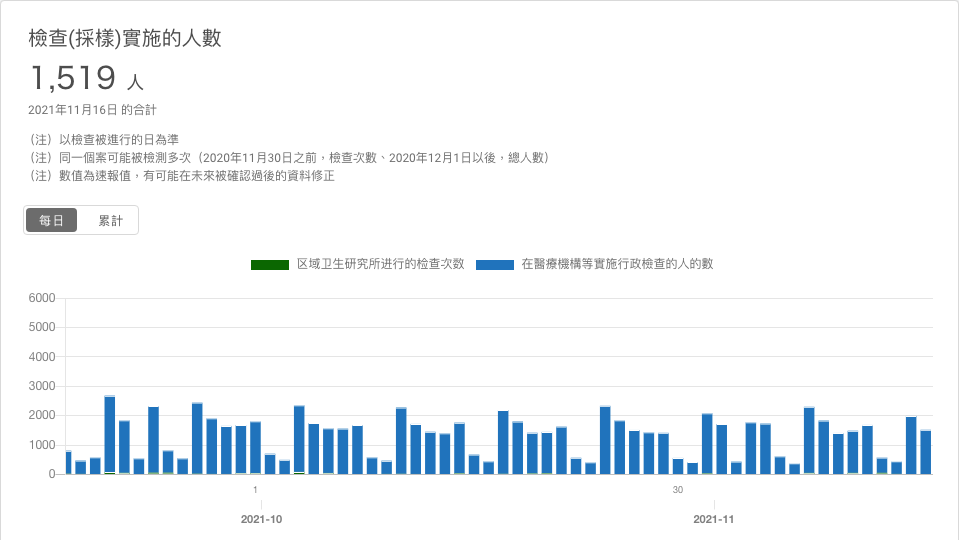 檢查(採樣)實施的人數
1,519 人
2021年11月16日 的合計
（注）以檢查被進行的日為準
（注）同一個案可能被檢測多次（2020年11月30日之前，檢查次數、2020年12月1日以後，總人數）
（注）數值為速報值，有可能在未來被確認過後的資料修正
每日 累計
区域卫生研究所进行的检查次数 在醫療機構等實施行政檢查的人的數
6000
5000
4000
3000
2000
1000
0
1 30
2021-10 2021-11